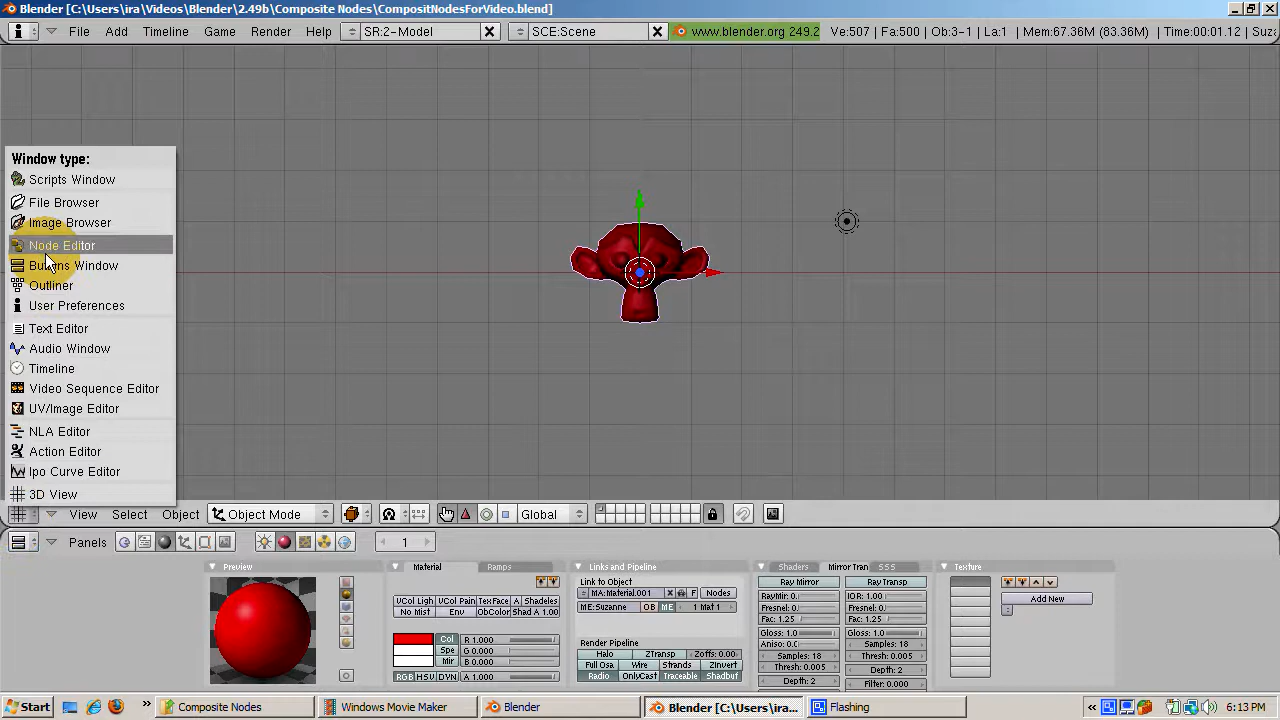 Blender [C:\Users\ira\Videos\Blender\2.49b\Composite Nodes\CompositNodesForVideo.blend]
File Add Timeline Game Render Help SR:2-Model SCE:Scene www.blender.org 249.2 Ve:507 | Fa:500 | Ob:3-1 | La:1 | Mem:67.36M (83.36M) | Time:00:01.12 | Suz
Window type:
Scripts Window
File Browser
Image Browser
Node Editor
Buttons Window
Outliner
User Preferences
Text Editor
Audio Window
Timeline
Video Sequence Editor
UV/Image Editor
NLA Editor
Action Editor
Ipo Curve Editor
3D View
View Select Object Object Mode Global
Panels 1
Preview
Material Ramps
VCol Ligh VCol Pain TexFace A Shadeles
No Mist Env ObColor Shad A 1.00
Col R 1.000
Spe G 0.000
Mir B 0.000
RGB HSV DYN A 1.000
Links and Pipeline
Link to Object
MA:Material.001 F Nodes
ME:Suzanne OB ME 1 Mat 1
Render Pipeline
Halo ZTransp Zoffs: 0.00
Full Osa Wire Strands ZInvert
Radio OnlyCast Traceable Shadbuf
Shaders Mirror Tran SSS
Ray Mirror Ray Transp
RayMir: 0. IOR: 1.00
Fresnel: 0. Fresnel: 0.
Fac: 1.25 Fac: 1.25
Gloss: 1.0 Gloss: 1.0
Aniso: 0.0 Samples: 18
Samples: 18 Thresh: 0.005
Thresh: 0.005 Depth: 2
Depth: 2 Filter: 0.000
Texture
Add New
Start Composite Nodes Windows Movie Maker Blender Blender [C:\Users\ira... Flashing 6:13 PM